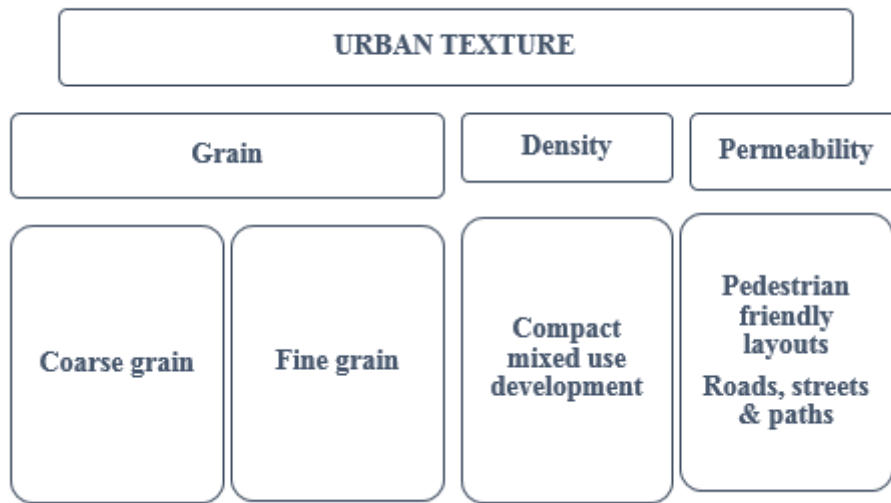 URBAN TEXTURE
Grain
Density
Permeability
Coarse grain
Fine grain
Compact
mixed use
development
Pedestrian
friendly
layouts
Roads, streets
& paths